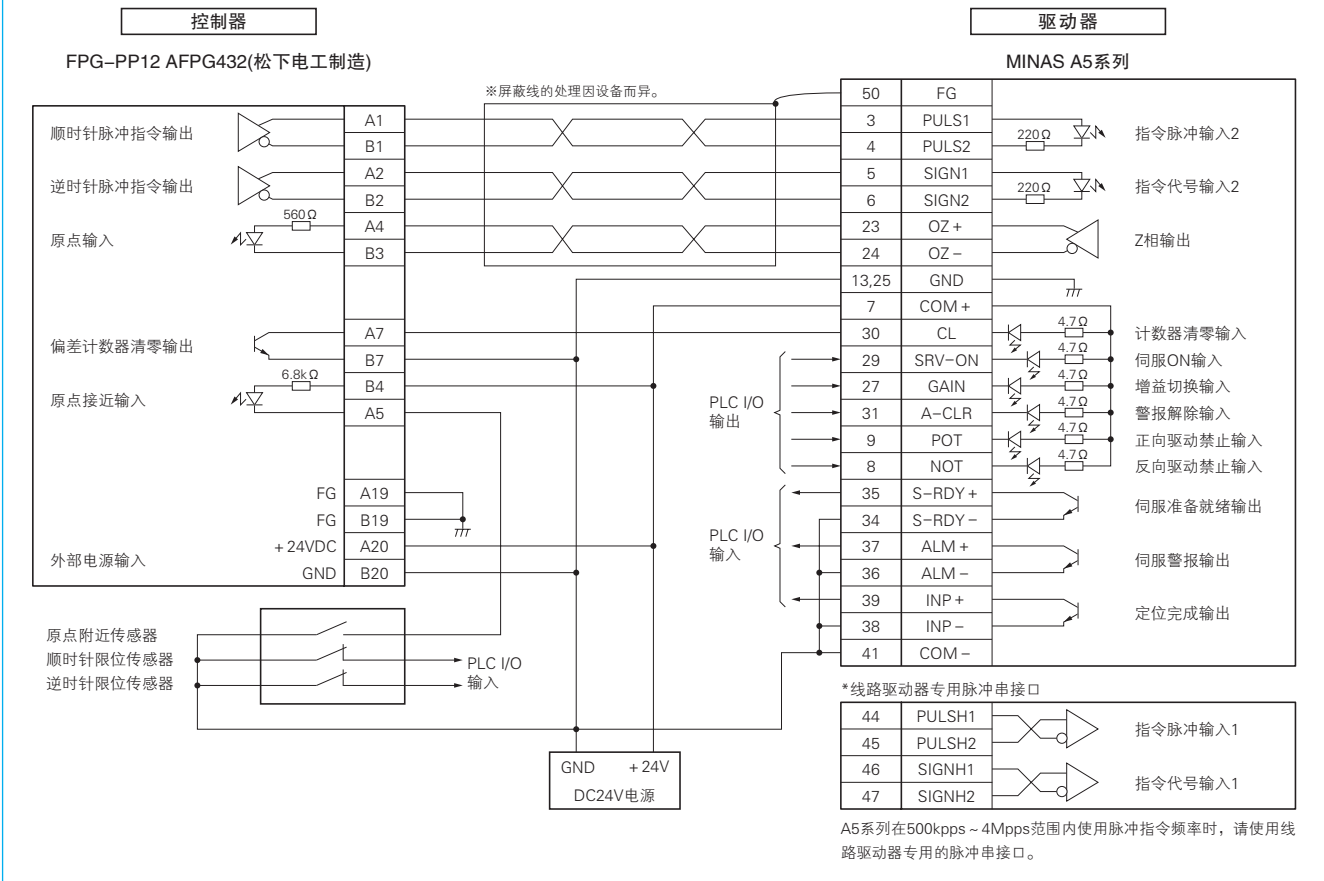 控制器
驱动器
FPG-PP12 AFPG432(松下电工制造)
MINAS A5系列
※屏蔽线的处理因设备而异。
顺时针脉冲指令输出
A1
B1
逆时针脉冲指令输出
A2
B2
原点输入
560Ω
A4
B3
偏差计数器清零输出
A7
B7
原点接近输入
6.8kΩ
B4
A5
FG A19
FG B19
外部电源输入
+24VDC A20
GND B20
50 FG
3 PULS1
4 PULS2
220Ω
指令脉冲输入2
5 SIGN1
6 SIGN2
220Ω
指令代号输入2
23 OZ+
24 OZ-
Z相输出
13,25 GND
7 COM+
30 CL 4.7Ω 计数器清零输入
29 SRV-ON 4.7Ω 伺服ON输入
27 GAIN 4.7Ω 增益切换输入
31 A-CLR 4.7Ω 警报解除输入
9 POT 4.7Ω 正向驱动禁止输入
8 NOT 4.7Ω 反向驱动禁止输入
PLC I/O
输出
35 S-RDY+
34 S-RDY-
伺服准备就绪输出
37 ALM+
36 ALM-
伺服警报输出
39 INP+
38 INP-
定位完成输出
41 COM-
PLC I/O
输入
原点附近传感器
顺时针限位传感器
逆时针限位传感器
PLC I/O
输入
GND +24V
DC24V电源
*线路驱动器专用脉冲串接口
44 PULSH1
45 PULSH2
指令脉冲输入1
46 SIGNH1
47 SIGNH2
指令代号输入1
A5系列在500kpps~4Mpps范围内使用脉冲指令频率时，请使用线
路驱动器专用的脉冲串接口。